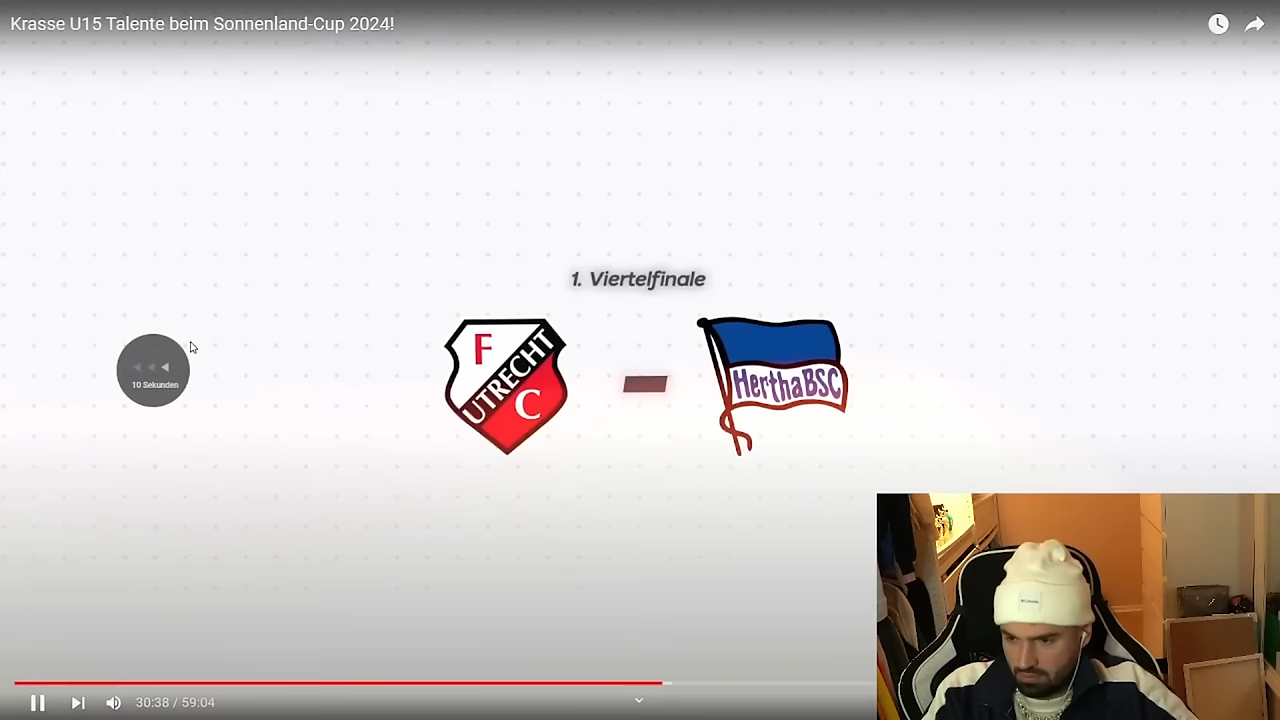 Krasse U15 Talente beim Sonnenland-Cup 2024!
1. Viertelfinale
F
UTRECHT
C
HerthaBSC
10 Sekunden
30:38 / 59:04